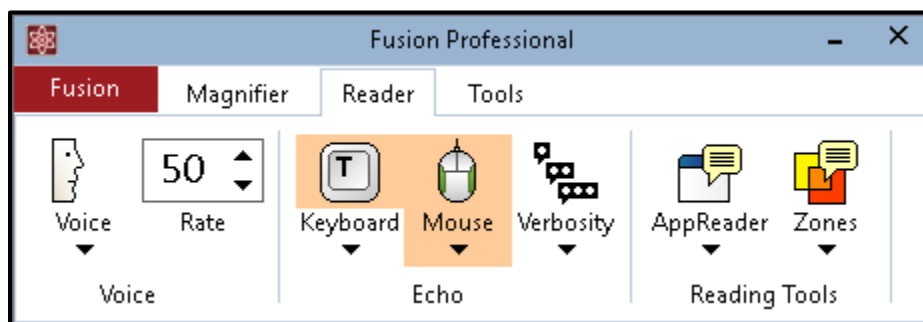 Fusion Professional
Fusion Magnifier Reader Tools
50 T
Voice Rate Keyboard Mouse Verbosity AppReader Zones
Voice Echo Reading Tools